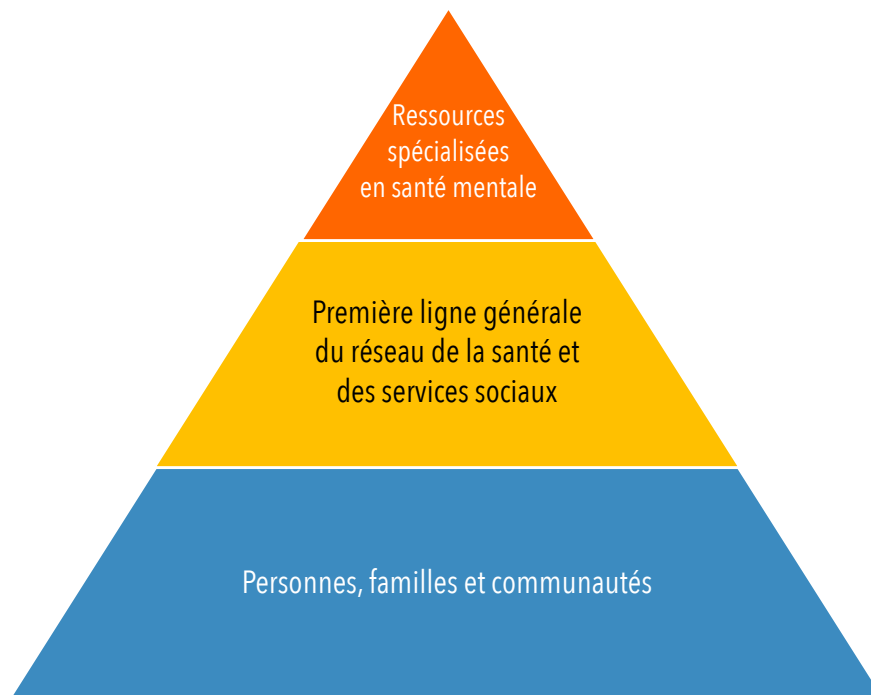 Ressources
spécialisées
en santé mentale
Première ligne générale
du réseau de la santé et
des services sociaux
Personnes, familles et communautés